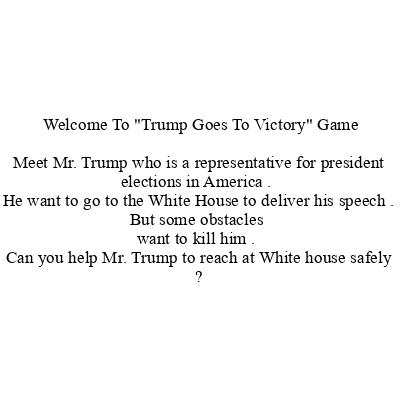 Welcome To "Trump Goes To Victory" Game
Meet Mr. Trump who is a representative for president
elections in America .
He want to go to the White House to deliver his speech .
But some obstacles
want to kill him .
Can you help Mr. Trump to reach at White house safely
?